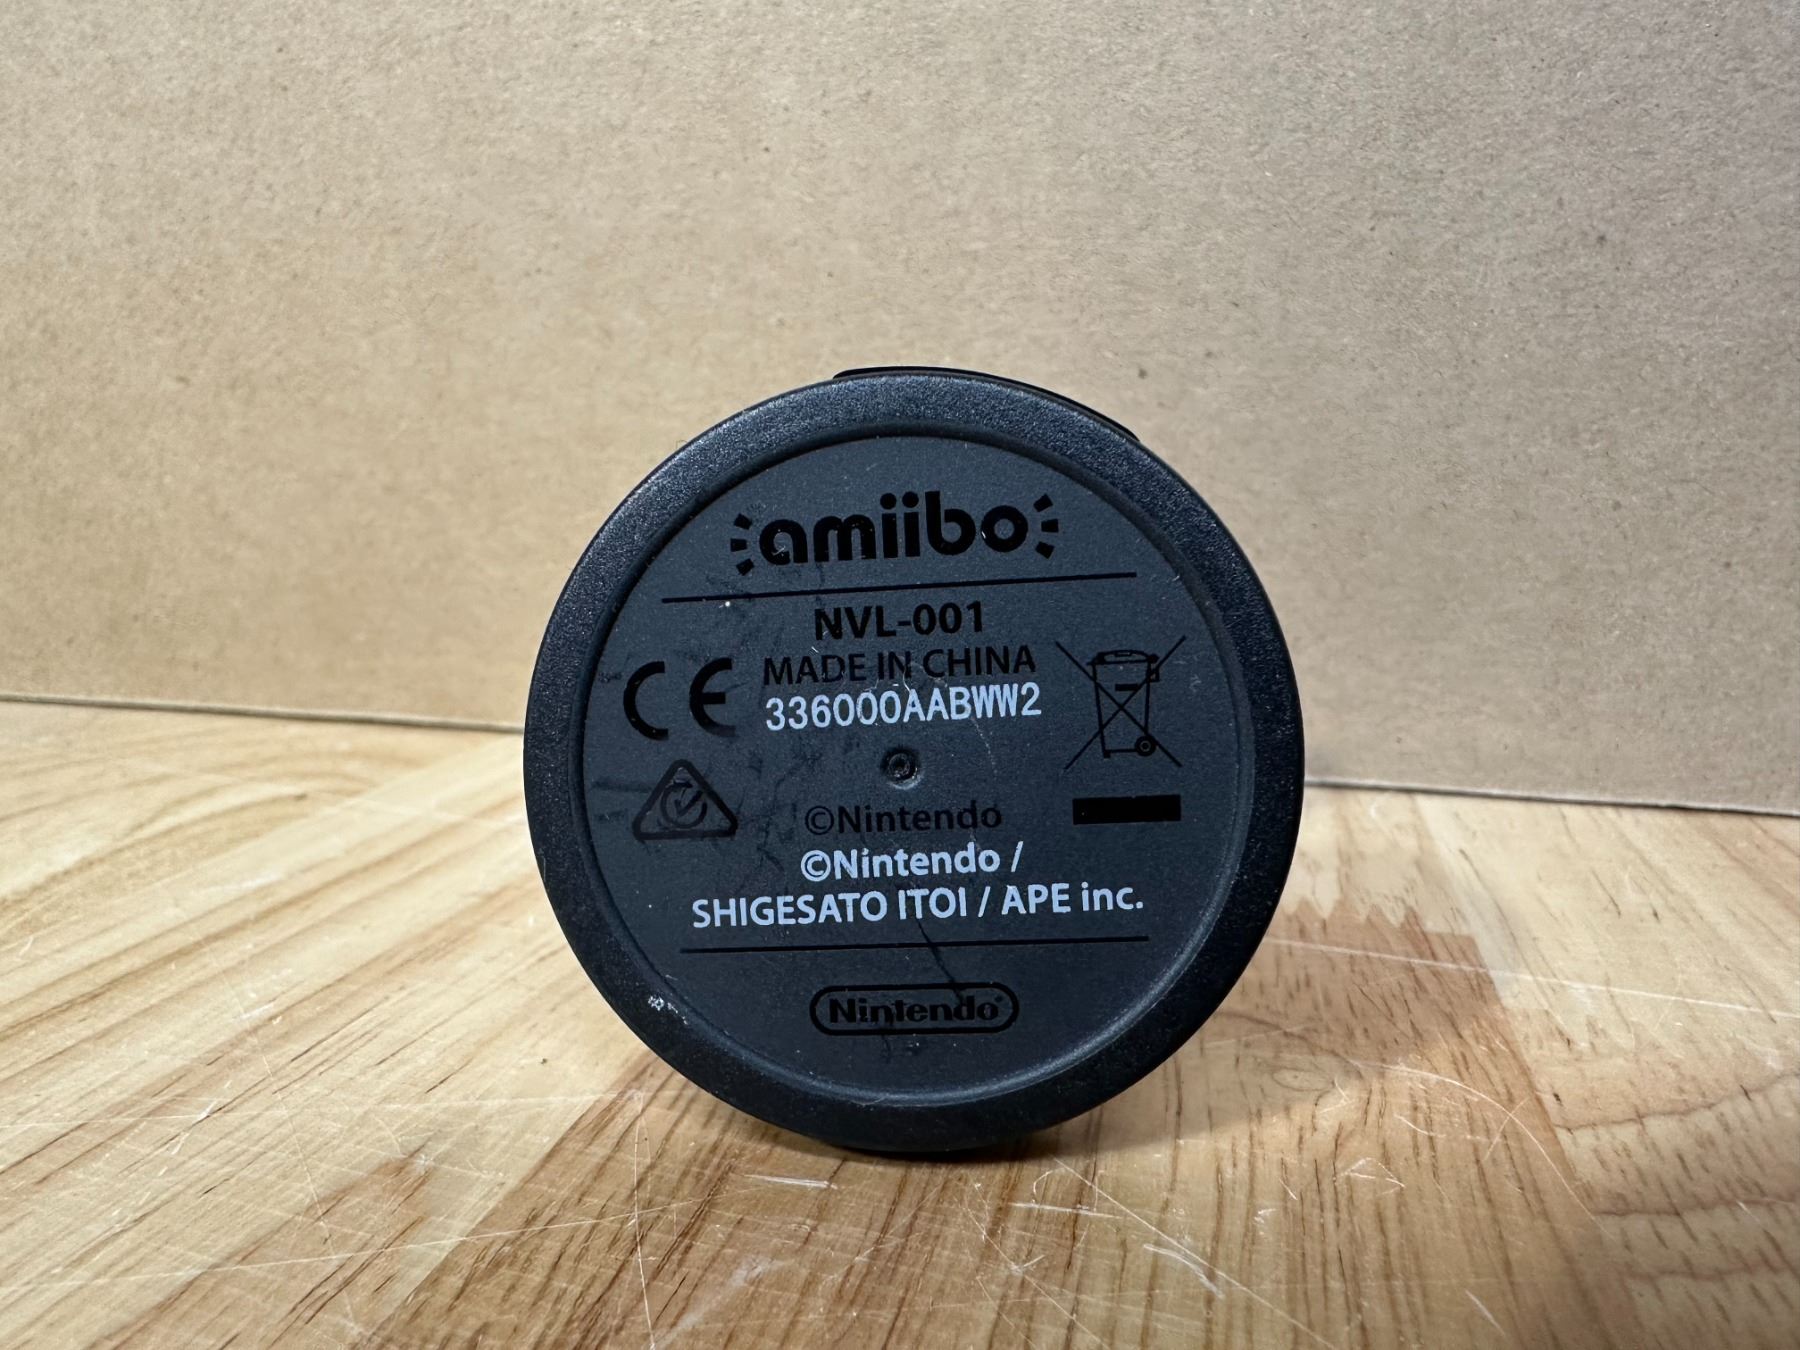 amiibo
NVL-001
MADE IN CHINA
CE
336000AABWW2
©Nintendo
©Nintendo /
SHIGESATO ITOI / APE inc.
Nintendo®